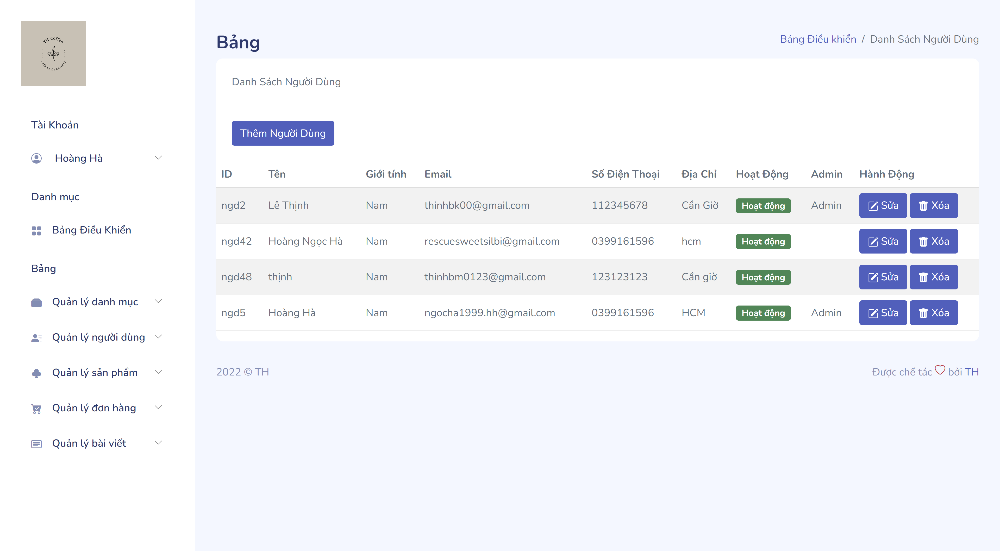 TH Coffee
cafe and roastery
Tài Khoản
Hoàng Hà
Danh mục
Bảng Điều Khiển
Bảng
Quản lý danh mục
Quản lý người dùng
Quản lý sản phẩm
Quản lý đơn hàng
Quản lý bài viết
Bảng
Bảng Điều khiển / Danh Sách Người Dùng
Danh Sách Người Dùng
Thêm Người Dùng
ID Tên Giới tính Email Số Điện Thoại Địa Chỉ Hoạt Động Admin Hành Động
ngd2 Lê Thịnh Nam thinhbk00@gmail.com 112345678 Cần Giờ Hoạt động Admin Sửa Xóa
ngd42 Hoàng Ngọc Hà Nam rescuesweetsilbi@gmail.com 0399161596 hcm Hoạt động Sửa Xóa
ngd48 thịnh Nam thinhbm0123@gmail.com 123123123 Cần giờ Hoạt động Sửa Xóa
ngd5 Hoàng Hà Nam ngocha1999.hh@gmail.com 0399161596 HCM Hoạt động Admin Sửa Xóa
2022 © TH
Được chế tác bởi TH